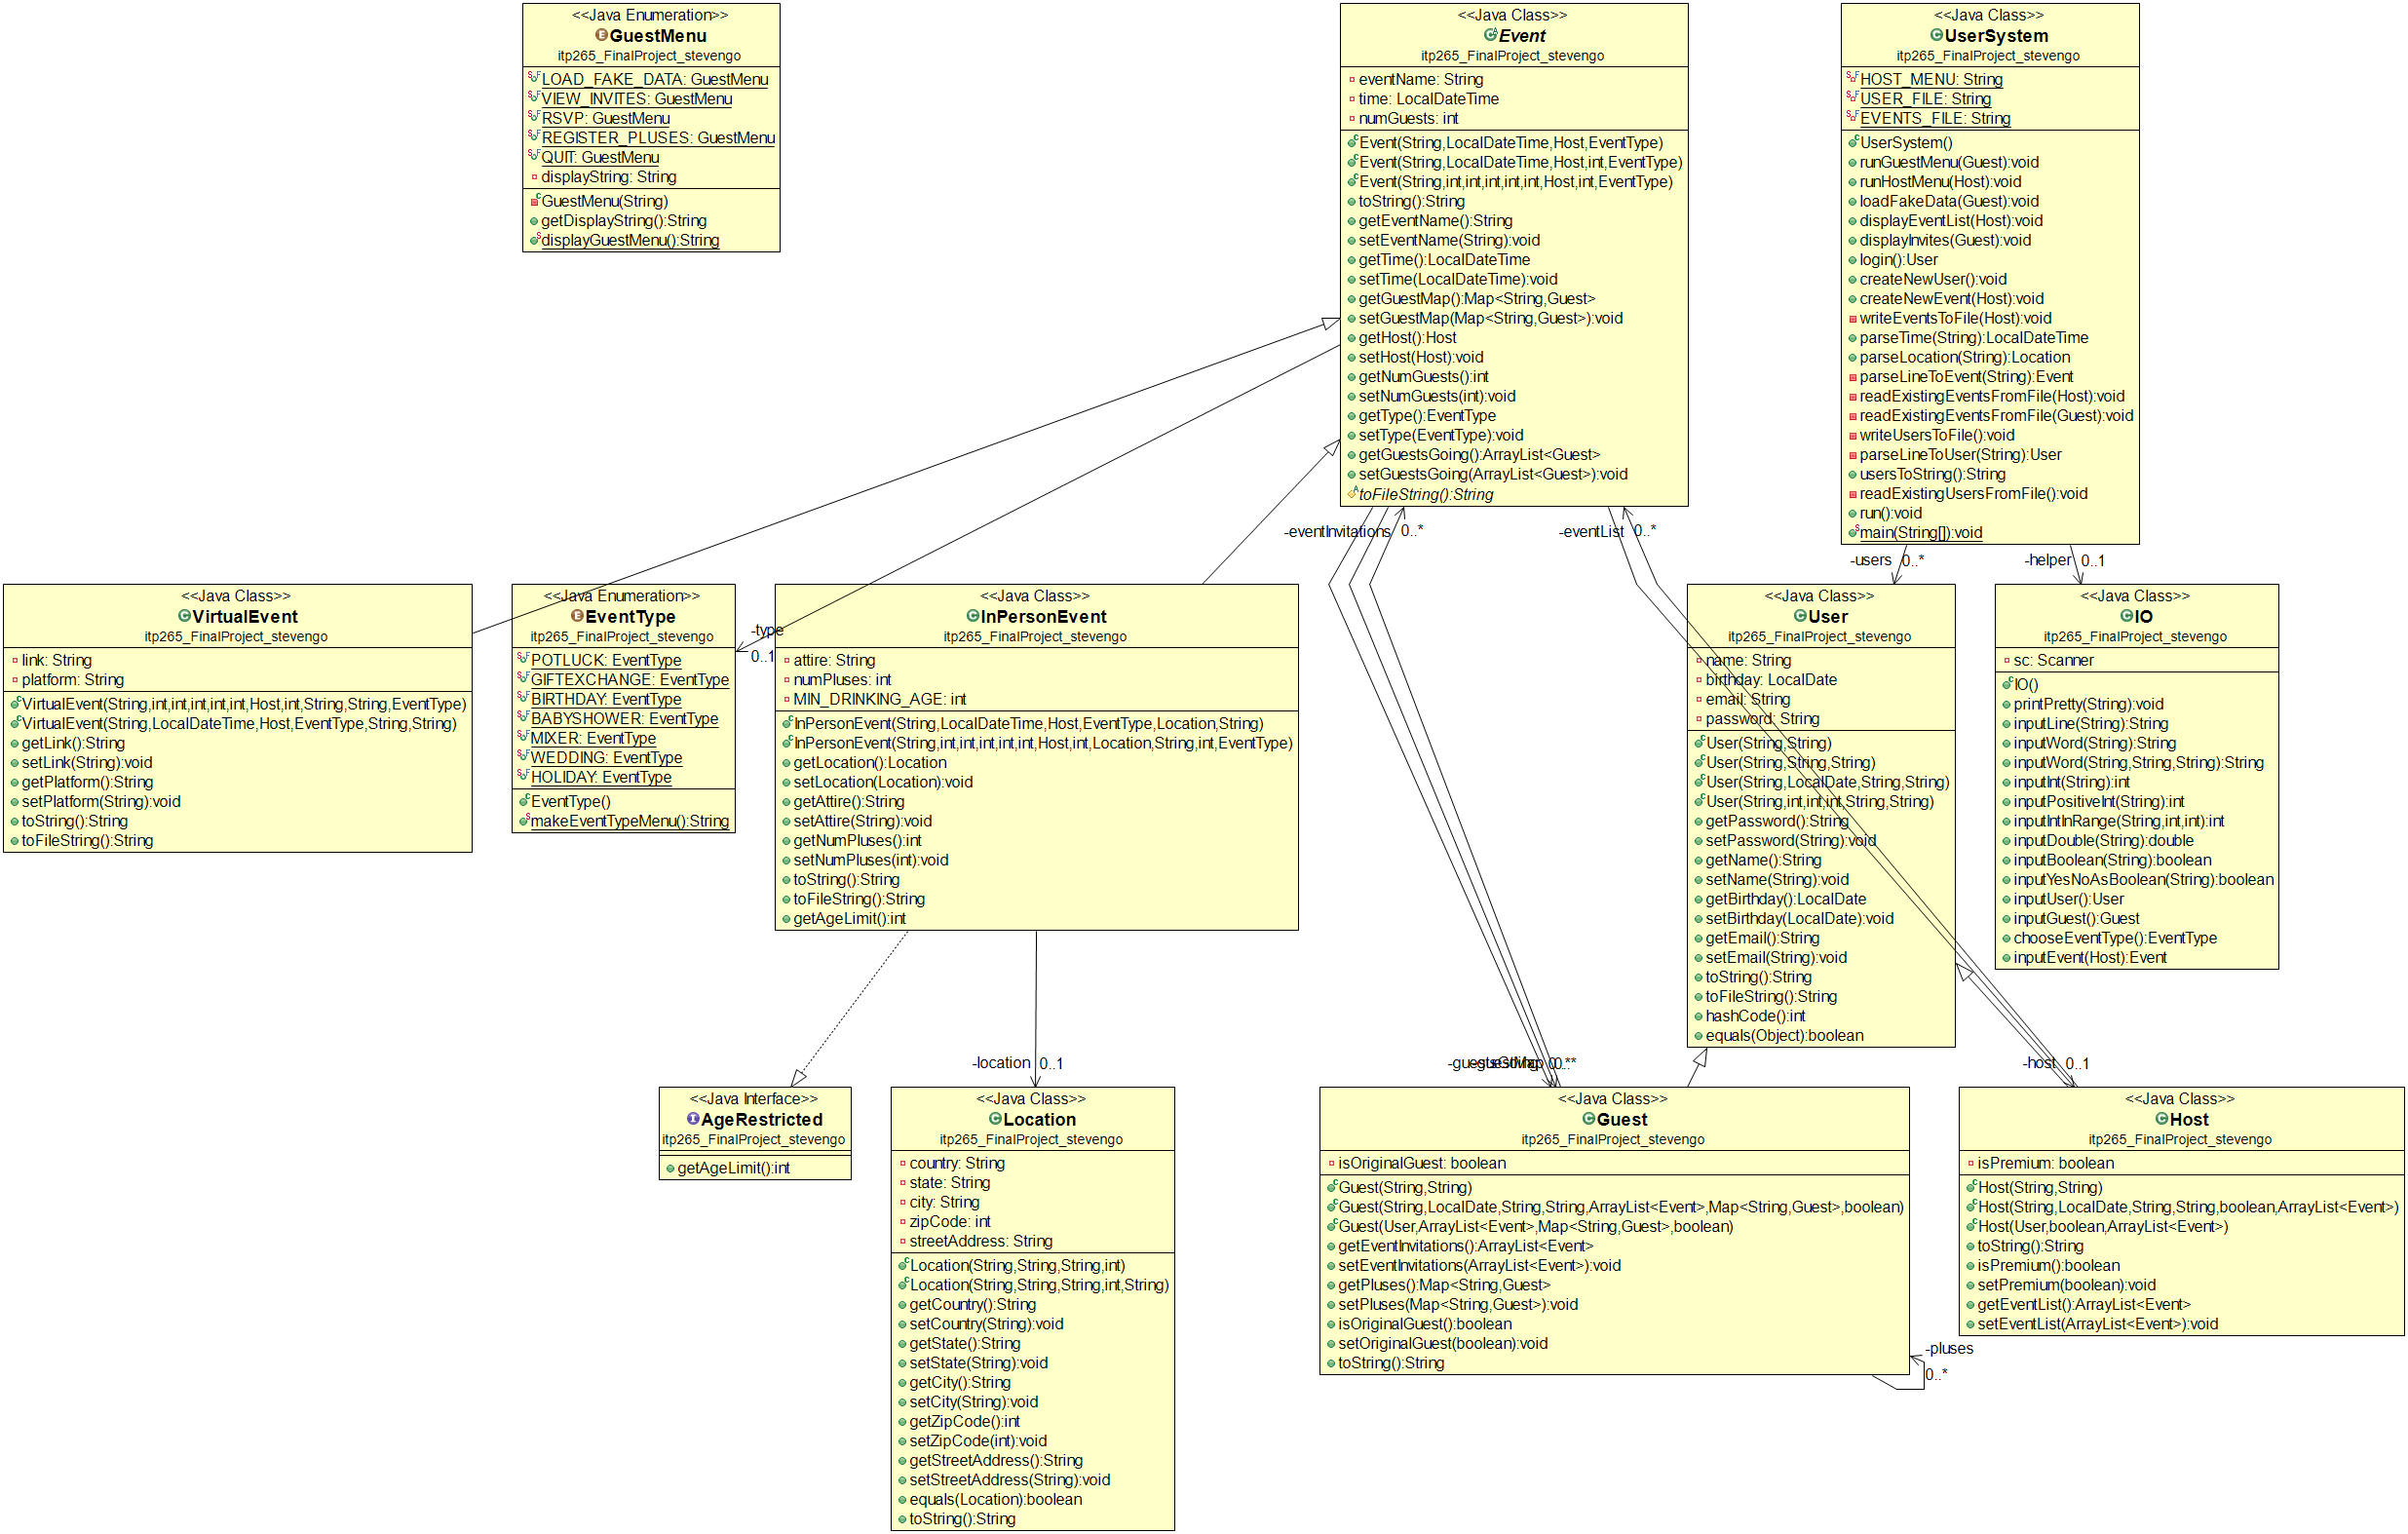 <<Java Enumeration>>
GuestMenu
itp265_FinalProject_stevengo
LOAD_FAKE_DATA: GuestMenu
VIEW_INVITES: GuestMenu
RSVP: GuestMenu
REGISTER_PLUSES: GuestMenu
QUIT: GuestMenu
displayString: String
GuestMenu(String)
getDisplayString():String
displayGuestMenu():String
<<Java Class>>
Event
itp265_FinalProject_stevengo
eventName: String
time: LocalDateTime
numGuests: int
Event(String,LocalDateTime,Host,EventType)
Event(String,LocalDateTime,Host,int,EventType)
Event(String,int,int,int,int,int,Host,int,EventType)
toString():String
getEventName():String
setEventName(String):void
getTime():LocalDateTime
setTime(LocalDateTime):void
getGuestMap():Map<String,Guest>
setGuestMap(Map<String,Guest>):void
getHost():Host
setHost(Host):void
getNumGuests():int
setNumGuests(int):void
getType():EventType
setType(EventType):void
getGuestsGoing():ArrayList<Guest>
setGuestsGoing(ArrayList<Guest>):void
toFileString():String
<<Java Class>>
UserSystem
itp265_FinalProject_stevengo
HOST_MENU: String
USER_FILE: String
EVENTS_FILE: String
UserSystem()
runGuestMenu(Guest):void
runHostMenu(Host):void
loadFakeData(Guest):void
displayEventList(Host):void
displayInvites(Guest):void
login():User
createNewUser():void
createNewEvent(Host):void
writeEventsToFile(Host):void
parseTime(String):LocalDateTime
parseLocation(String):Location
parseLineToEvent(String):Event
readExistingEventsFromFile(Host):void
readExistingEventsFromFile(Guest):void
writeUsersToFile():void
parseLineToUser(String):User
usersToString():String
readExistingUsersFromFile():void
run():void
main(String[]):void
-eventInvitations 0..*
-eventList 0..*
-users 0..*
-helper 0..1
<<Java Class>>
VirtualEvent
itp265_FinalProject_stevengo
link: String
platform: String
VirtualEvent(String,int,int,int,int,int,Host,int,String,String,EventType)
VirtualEvent(String,LocalDateTime,Host,EventType,String,String)
getLink():String
setLink(String):void
getPlatform():String
setPlatform(String):void
toString():String
toFileString():String
<<Java Enumeration>>
EventType
itp265_FinalProject_stevengo
POTLUCK: EventType
GIFTEXCHANGE: EventType
BIRTHDAY: EventType
BABYSHOWER: EventType
MIXER: EventType
WEDDING: EventType
HOLIDAY: EventType
EventType()
makeEventTypeMenu():String
-type
0..1
<<Java Class>>
InPersonEvent
itp265_FinalProject_stevengo
attire: String
numPluses: int
MIN_DRINKING_AGE: int
InPersonEvent(String,LocalDateTime,Host,EventType,Location,String)
InPersonEvent(String,int,int,int,int,int,Host,int,Location,String,int,EventType)
getLocation():Location
setLocation(Location):void
getAttire():String
setAttire(String):void
getNumPluses():int
setNumPluses(int):void
toString():String
toFileString():String
getAgeLimit():int
<<Java Class>>
User
itp265_FinalProject_stevengo
name: String
birthday: LocalDate
email: String
password: String
User(String,String)
User(String,String,String)
User(String,LocalDate,String,String)
User(String,int,int,int,String,String)
getPassword():String
setPassword(String):void
getName():String
setName(String):void
getBirthday():LocalDate
setBirthday(LocalDate):void
getEmail():String
setEmail(String):void
toString():String
toFileString():String
hashCode():int
equals(Object):boolean
<<Java Class>>
IO
itp265_FinalProject_stevengo
sc: Scanner
IO()
printPretty(String):void
inputLine(String):String
inputWord(String):String
inputWord(String,String,String):String
inputInt(String):int
inputPositiveInt(String):int
inputIntInRange(String,int,int):int
inputDouble(String):double
inputBoolean(String):boolean
inputYesNoAsBoolean(String):boolean
inputUser():User
inputGuest():Guest
chooseEventType():EventType
inputEvent(Host):Event
-location 0..1
-host 0..1
<<Java Interface>>
AgeRestricted
itp265_FinalProject_stevengo
getAgeLimit():int
<<Java Class>>
Location
itp265_FinalProject_stevengo
country: String
state: String
city: String
zipCode: int
streetAddress: String
Location(String,String,String,int)
Location(String,String,String,int,String)
getCountry():String
setCountry(String):void
getState():String
setState(String):void
getCity():String
setCity(String):void
getZipCode():int
setZipCode(int):void
getStreetAddress():String
setStreetAddress(String):void
equals(Location):boolean
toString():String
<<Java Class>>
Guest
itp265_FinalProject_stevengo
isOriginalGuest: boolean
Guest(String,String)
Guest(String,LocalDate,String,String,ArrayList<Event>,Map<String,Guest>,boolean)
Guest(User,ArrayList<Event>,Map<String,Guest>,boolean)
getEventInvitations():ArrayList<Event>
setEventInvitations(ArrayList<Event>):void
getPluses():Map<String,Guest>
setPluses(Map<String,Guest>):void
isOriginalGuest():boolean
setOriginalGuest(boolean):void
toString():String
-pluses
0..*
<<Java Class>>
Host
itp265_FinalProject_stevengo
isPremium: boolean
Host(String,String)
Host(String,LocalDate,String,String,boolean,ArrayList<Event>)
Host(User,boolean,ArrayList<Event>)
toString():String
isPremium():boolean
setPremium(boolean):void
getEventList():ArrayList<Event>
setEventList(ArrayList<Event>):void